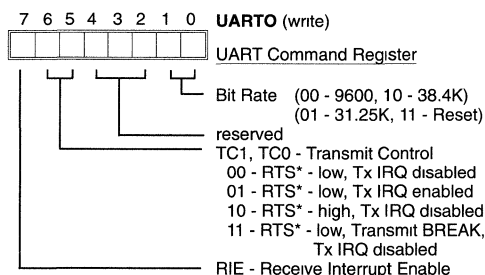 7 6 5 4 3 2 1 0 UARTO (write)
UART Command Register
Bit Rate (00 - 9600, 10 - 38.4K)
(01 - 31.25K, 11 - Reset)
reserved
TC1, TC0 - Transmit Control
00 - RTS* - low, Tx IRQ disabled
01 - RTS* - low, Tx IRQ enabled
10 - RTS* - high, Tx IRQ disabled
11 - RTS* - low, Transmit BREAK,
Tx IRQ disabled
RIE - Receive Interrupt Enable